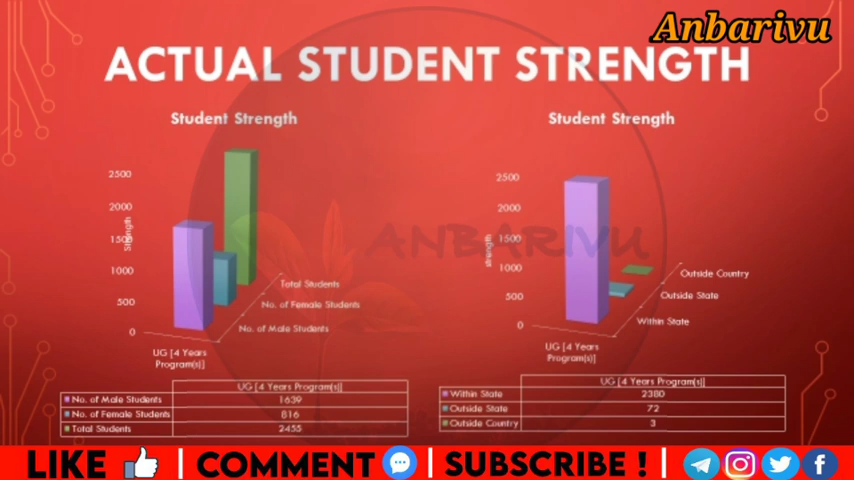 Anbarivu
ACTUAL STUDENT STRENGTH
Student Strength
2500
2000
1500
1000
500
0
Strength
Total Students
No. of Female Students
No. of Male Students
UG [4 Years
Program(s)]
UG [4 Years Program(s)]
No. of Male Students 1639
No. of Female Students 816
Total Students 2455
Student Strength
2500
2000
1500
1000
500
0
strength
Outside Country
Outside State
Within State
UG [4 Years
Program(s)]
UG [4 Years Program(s)]
Within State 2380
Outside State 72
Outside Country 3
ANBARIVU
LIKE | COMMENT | SUBSCRIBE ! |